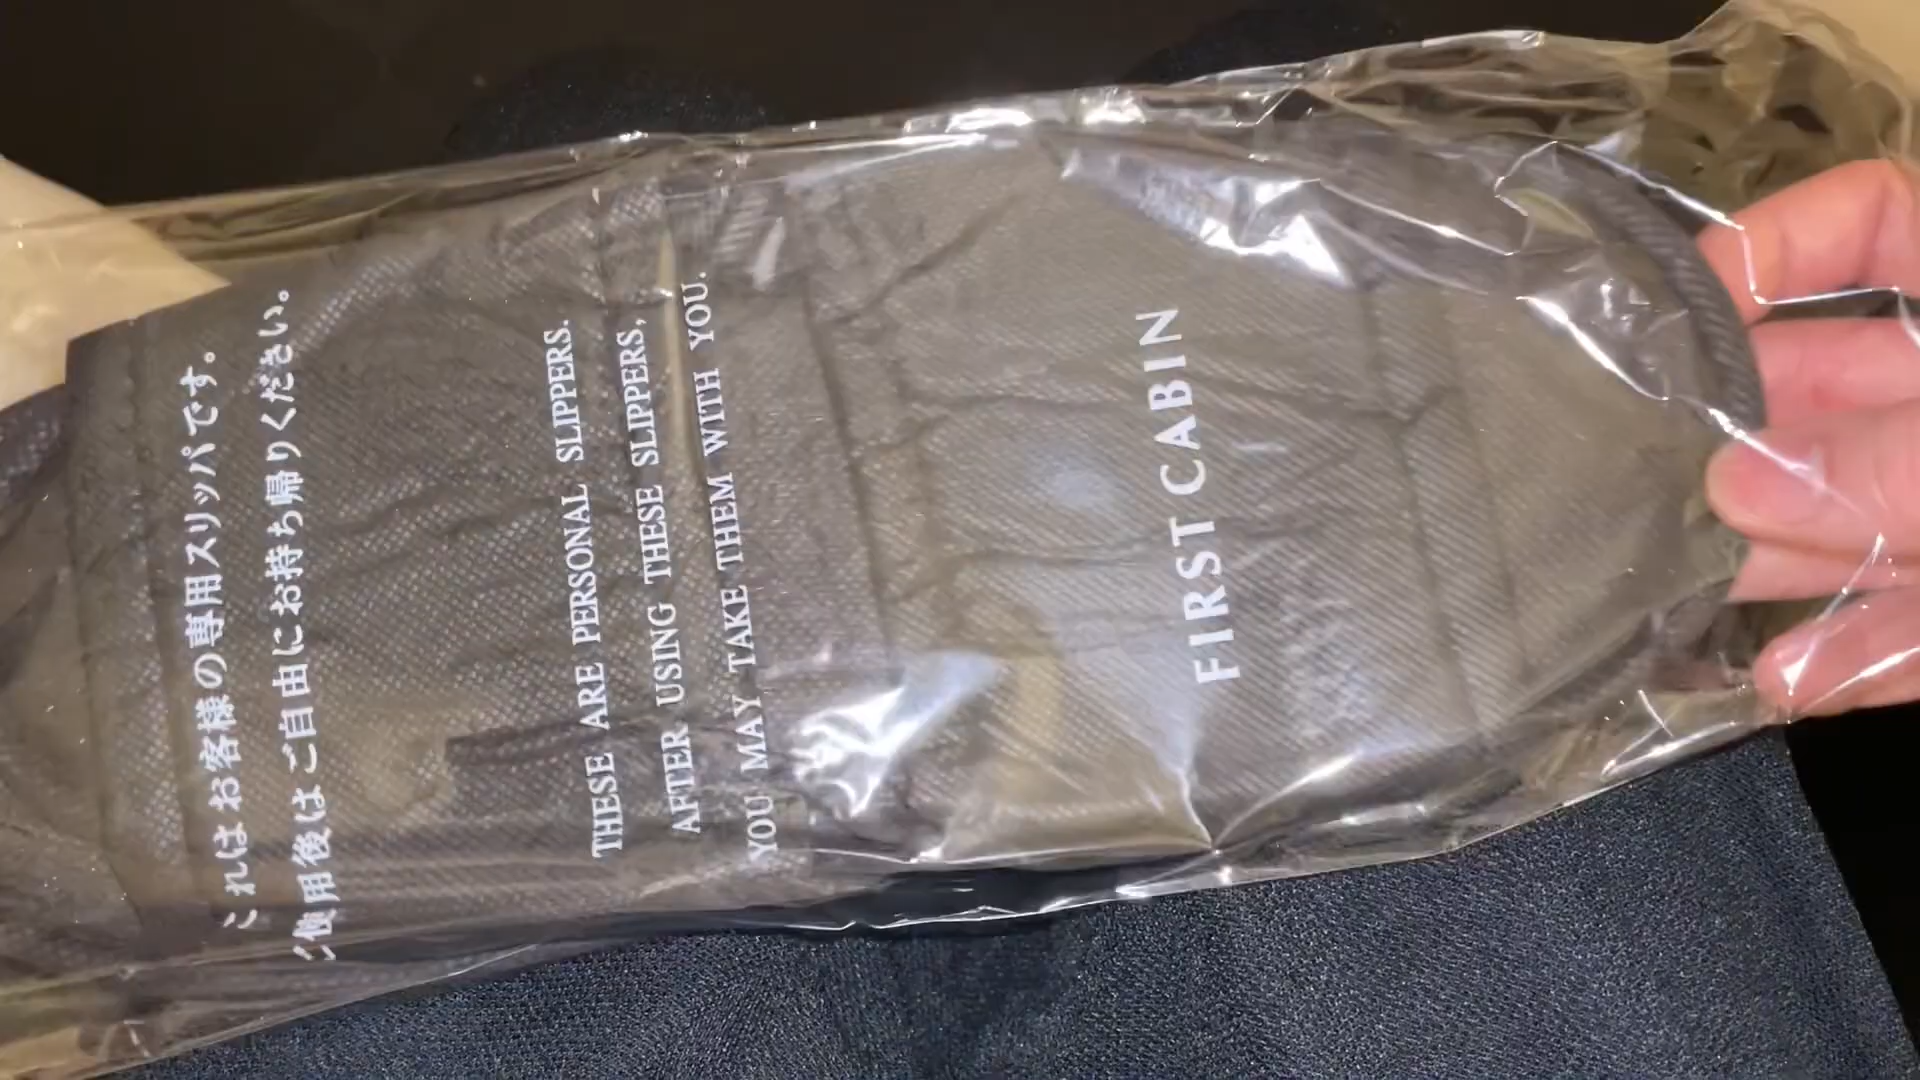 これはお客様の専用スリッパです。
ご使用後はご自由にお持ち帰りください。
THESE ARE PERSONAL SLIPPERS.
AFTER USING THESE SLIPPERS,
YOU MAY TAKE THEM WITH YOU.
FIRST CABIN